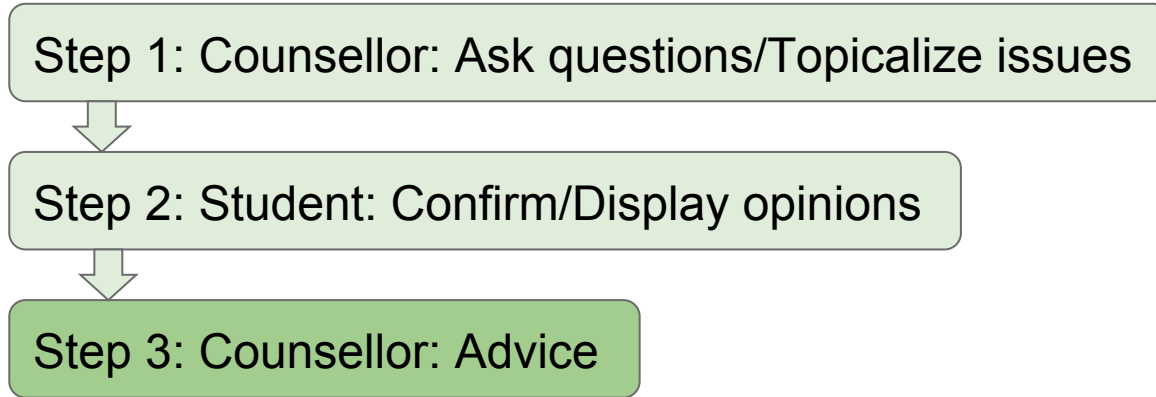 Step 1: Counsellor: Ask questions/Topicalize issues
Step 2: Student: Confirm/Display opinions
Step 3: Counsellor: Advice